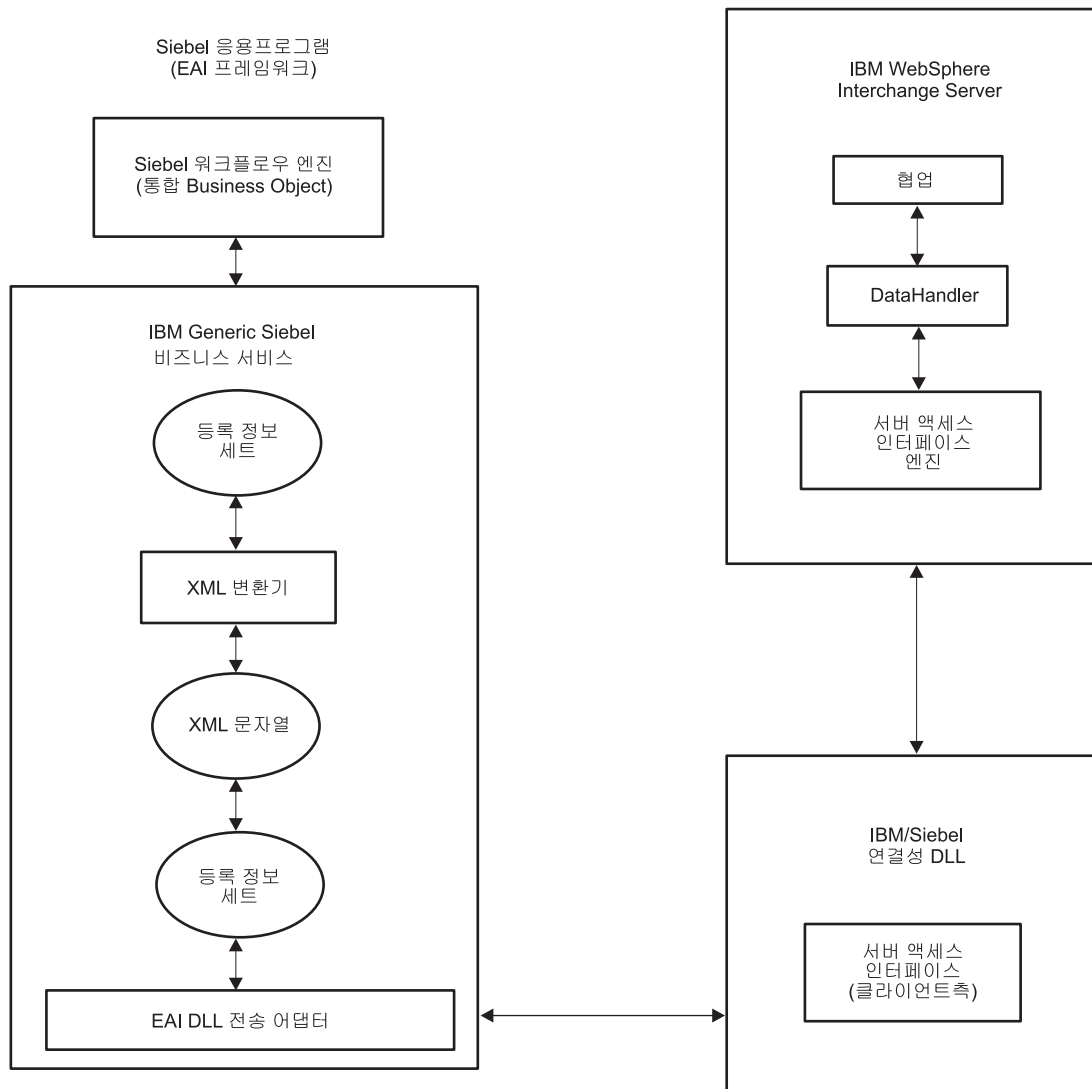 Siebel 응용프로그램
(EAI 프레임워크)
Siebel 워크플로우 엔진
(통합 Business Object)
IBM Generic Siebel
비즈니스 서비스
등록 정보
세트
XML 변환기
XML 문자열
등록 정보
세트
EAI DLL 전송 어댑터
IBM WebSphere
Interchange Server
협업
DataHandler
서버 액세스
인터페이스
엔진
IBM/Siebel
연결성 DLL
서버 액세스
인터페이스
(클라이언트측)